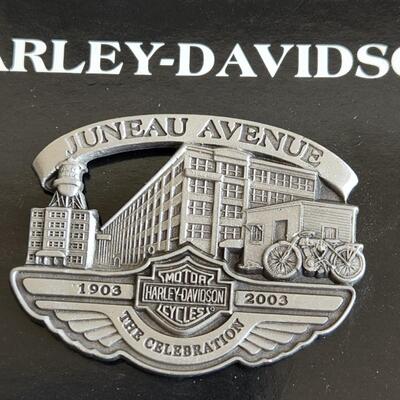 ARLEY-DAVIDSO
JUNEAU AVENUE
MOTOR
1903 HARLEY-DAVIDSON 2003
CYCLES
THE CELEBRATION